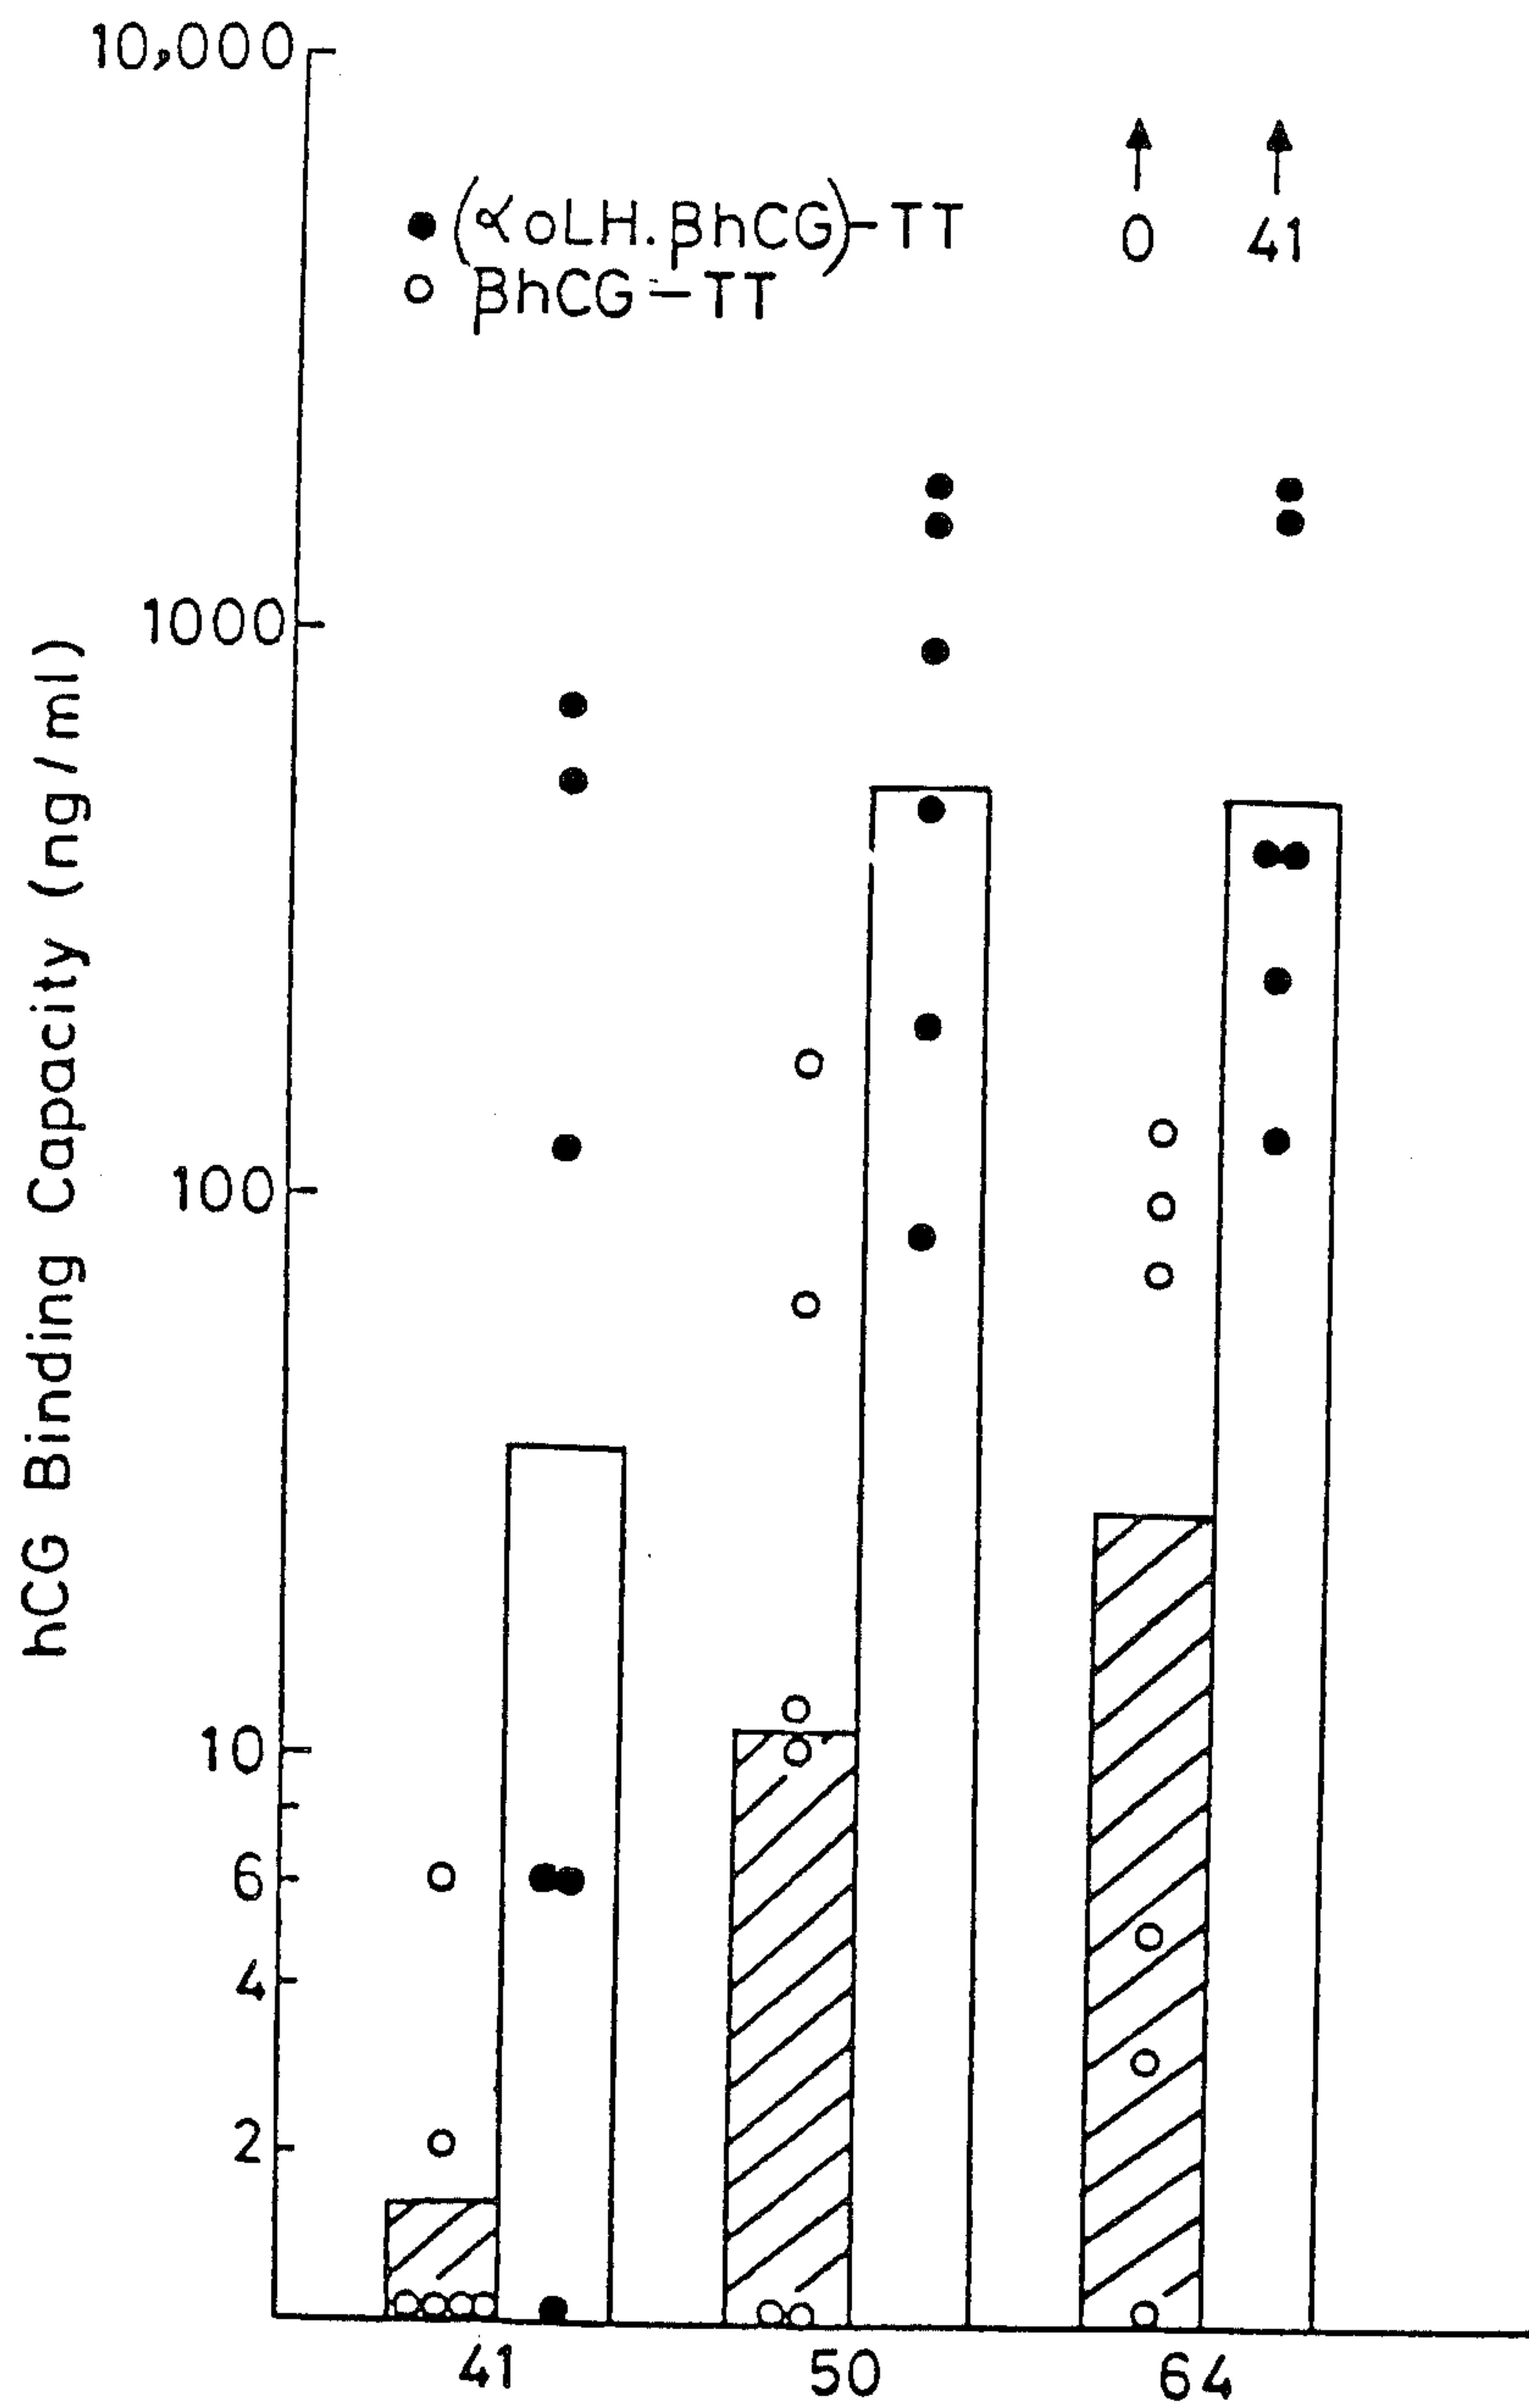 10,000
(αoLH.βhCG)-TT
βhCG-TT
0 41
1000
100
10
6
4
2
hCG Binding Capacity (ng/ml)
41 50 64